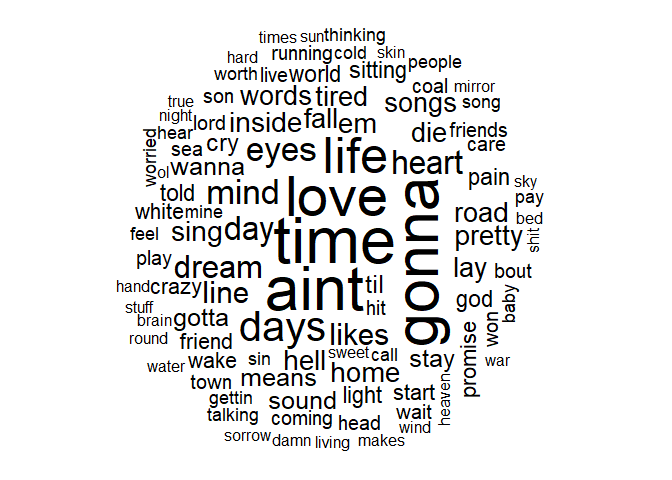 times sun thinking
hard running cold skin
worth live world sitting people
true son words tired coal mirror
night lord inside fall em songs song
worried hear sea cry eyes life die friends
ol wanna heart care
told mind love pain sky
white mine gonna road pay bed
feel sing day time pretty shit
play dream aint til lay bout
hand crazy line hit god baby
stuff brain gotta days likes won
round friend sweet call stay promise war
water wake sin hell home heaven
town means light start
gettin sound wait
talking coming head wind
sorrow damn living makes